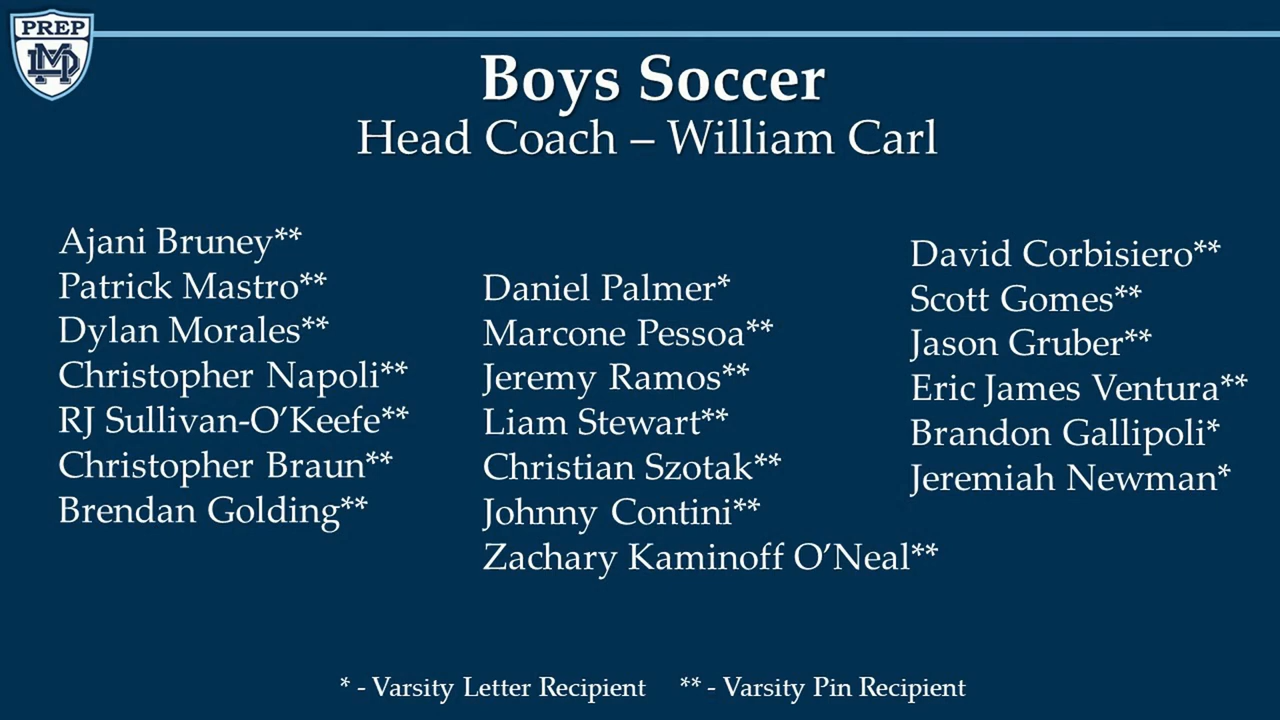 PREP
MD
Boys Soccer
Head Coach – William Carl
Ajani Bruney**
Patrick Mastro**
Dylan Morales**
Christopher Napoli**
RJ Sullivan-O’Keefe**
Christopher Braun**
Brendan Golding**
Daniel Palmer*
Marcone Pessoa**
Jeremy Ramos**
Liam Stewart**
Christian Szotak**
Johnny Contini**
Zachary Kaminoff O’Neal**
David Corbisiero**
Scott Gomes**
Jason Gruber**
Eric James Ventura**
Brandon Gallipoli*
Jeremiah Newman*
* - Varsity Letter Recipient ** - Varsity Pin Recipient